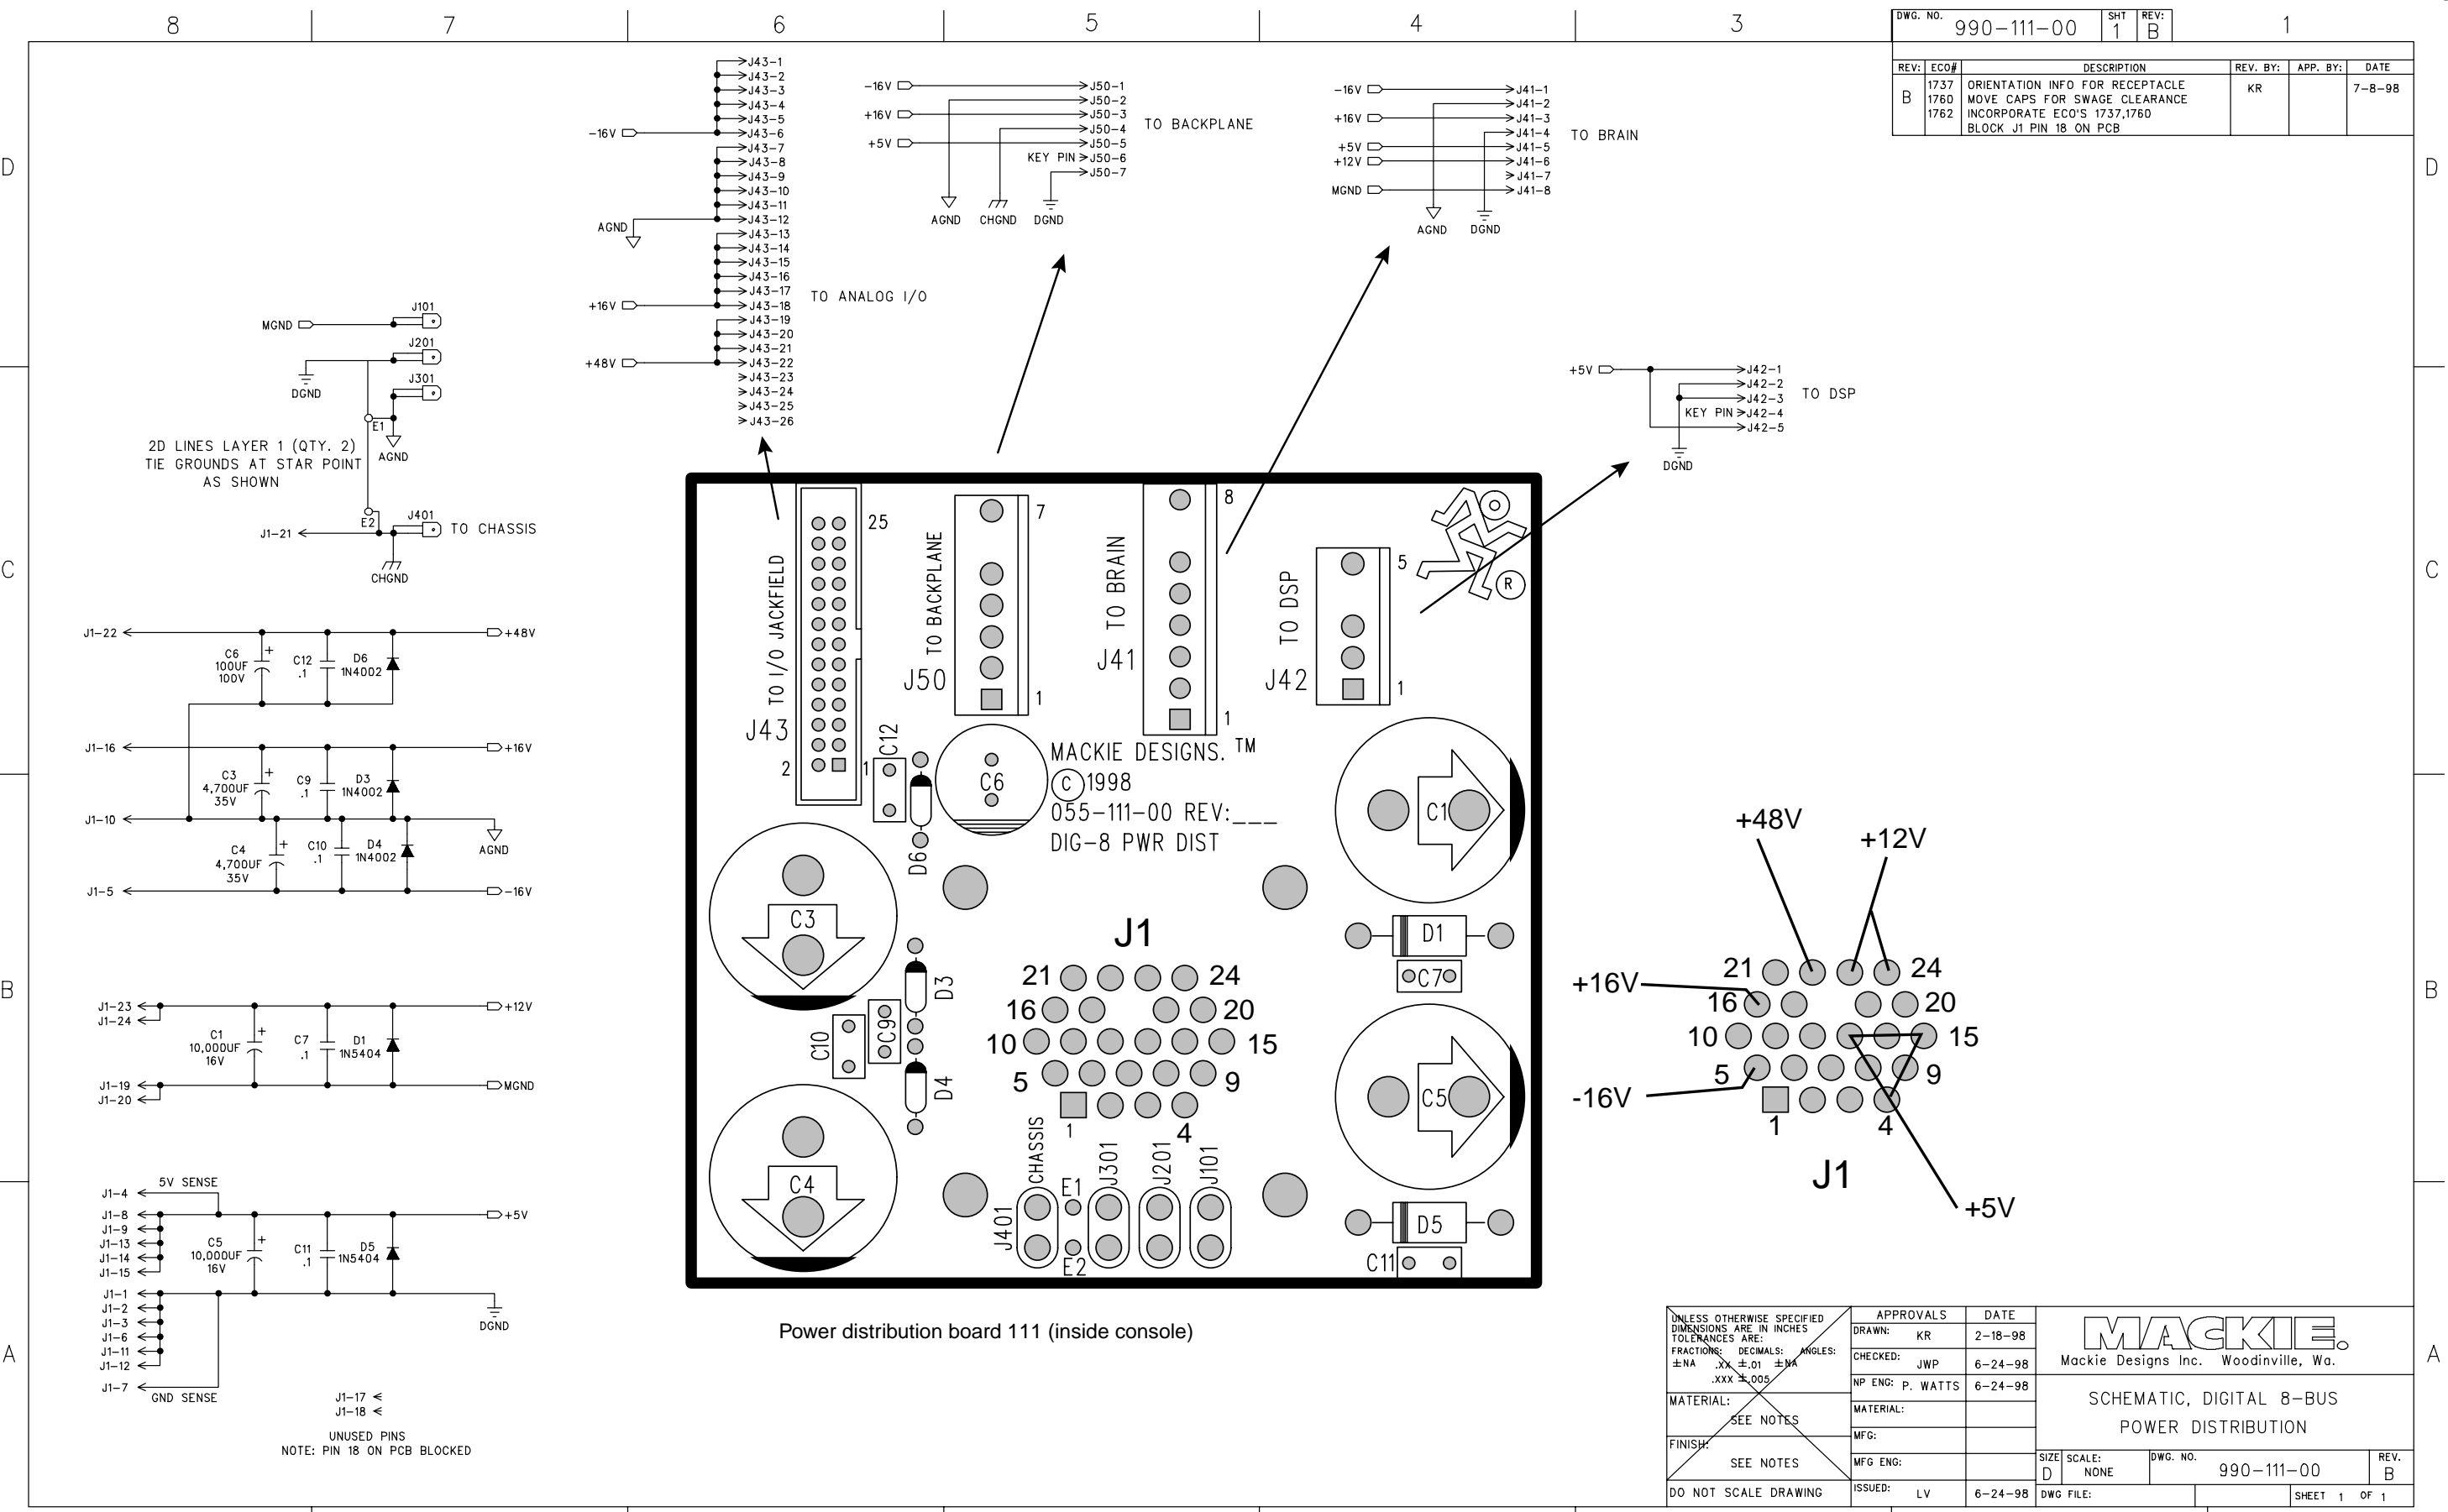 8 7 6 5 4 3 1
DWG. NO. 990-111-00 SHT 1 REV: B
REV: ECO# DESCRIPTION REV. BY: APP. BY: DATE
B 1737 ORIENTATION INFO FOR RECEPTACLE KR 7-8-98
1760 MOVE CAPS FOR SWAGE CLEARANCE
1762 INCORPORATE ECO'S 1737,1760
BLOCK J1 PIN 18 ON PCB
D
D
C
C
B
B
A
A
J43-1
J43-2
J43-3
J43-4
J43-5
-16V J43-6
J43-7
J43-8
J43-9
J43-10
J43-11
J43-12
AGND
J43-13
J43-14
J43-15
J43-16
J43-17
+16V J43-18
TO ANALOG I/O
J43-19
J43-20
J43-21
+48V J43-22
J43-23
J43-24
J43-25
J43-26
-16V J50-1
J50-2
+16V J50-3
J50-4
+5V J50-5
KEY PIN J50-6
J50-7
TO BACKPLANE
AGND CHGND DGND
-16V J41-1
J41-2
+16V J41-3
J41-4
+5V J41-5
+12V J41-6
J41-7
MGND J41-8
TO BRAIN
AGND DGND
+5V J42-1
J42-2
J42-3
KEY PIN J42-4
J42-5
TO DSP
DGND
MGND J101
J201
DGND
J301
E1
AGND
2D LINES LAYER 1 (QTY. 2)
TIE GROUNDS AT STAR POINT
AS SHOWN
E2
J401
J1-21 TO CHASSIS
CHGND
J1-22 +48V
C6
100UF
100V
+
C12
.1
D6
1N4002
J1-16 +16V
C3
4,700UF
35V
+
C9
.1
D3
1N4002
J1-10
AGND
C4
4,700UF
35V
+
C10
.1
D4
1N4002
J1-5 -16V
J1-23 +12V
J1-24
C1
10,000UF
16V
+
C7
.1
D1
1N5404
J1-19 MGND
J1-20
5V SENSE
J1-4
J1-8 +5V
J1-9
J1-13
J1-14
J1-15
C5
10,000UF
16V
+
C11
.1
D5
1N5404
J1-1
J1-2
J1-3
J1-6
J1-11
J1-12
DGND
J1-7
GND SENSE
J1-17
J1-18
UNUSED PINS
NOTE: PIN 18 ON PCB BLOCKED
25
TO I/O JACKFIELD
J43
2 1
7
TO BACKPLANE
J50
1
8
TO BRAIN
J41
1
5
TO DSP
J42
1
R
C12
D6
C6
MACKIE DESIGNS. TM
C 1998
055-111-00 REV:___
DIG-8 PWR DIST
C1
C3
D1
C7
D3
C9
C10
D4
C4
C5
D5
C11
J1
21 24
16 20
10 15
5 9
1 4
CHASSIS
J401
E1
E2
J301
J201
J101
Power distribution board 111 (inside console)
+48V
+12V
+16V
21 24
16 20
10 15
5 9
-16V
1 4
J1
+5V
UNLESS OTHERWISE SPECIFIED
DIMENSIONS ARE IN INCHES
TOLERANCES ARE:
FRACTIONS: DECIMALS: ANGLES:
±NA .XX ±.01 ±NA
.XXX ±.005
MATERIAL:
SEE NOTES
FINISH:
SEE NOTES
DO NOT SCALE DRAWING
APPROVALS DATE
DRAWN: KR 2-18-98
CHECKED: JWP 6-24-98
NP ENG: P. WATTS 6-24-98
MATERIAL:
MFG:
MFG ENG:
ISSUED: LV 6-24-98
MACKIE.
Mackie Designs Inc. Woodinville, Wa.
SCHEMATIC, DIGITAL 8-BUS
POWER DISTRIBUTION
SIZE D SCALE: NONE DWG. NO. 990-111-00 REV. B
DWG FILE: SHEET 1 OF 1